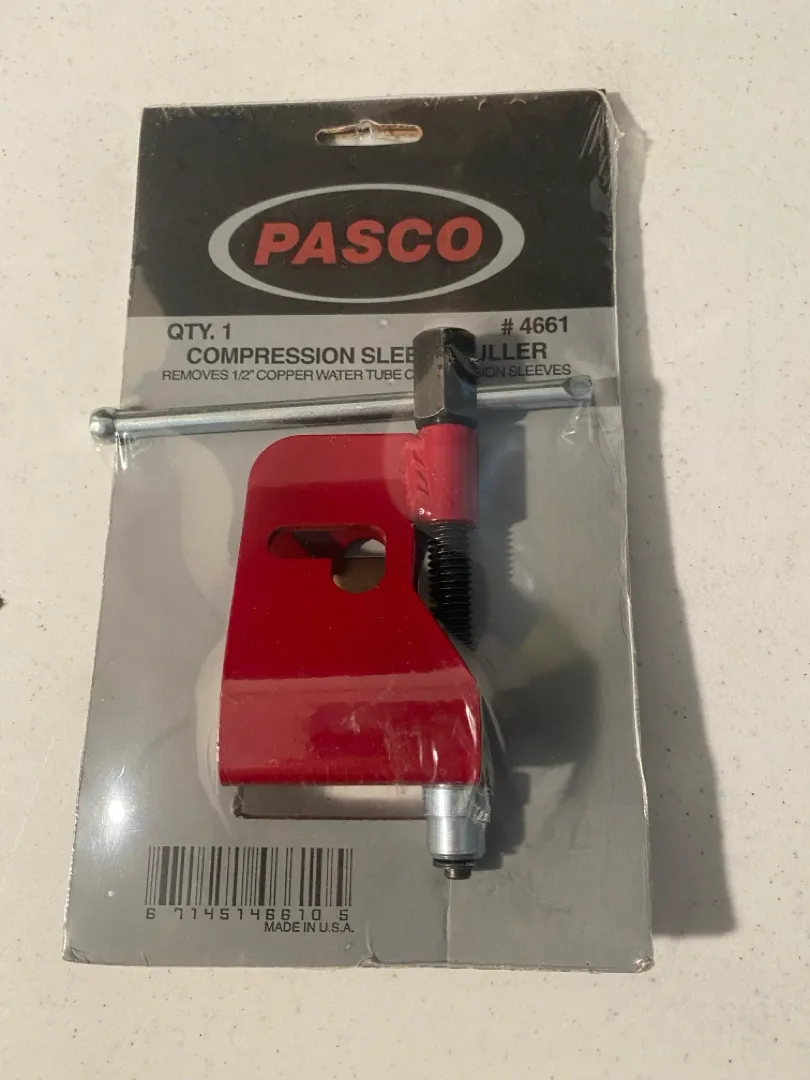 PASCO
QTY. 1 # 4661
COMPRESSION SLEE ULLER
REMOVES 1/2" COPPER WATER TUBE C ION SLEEVES
6 71451 46610 5
MADE IN U.S.A.